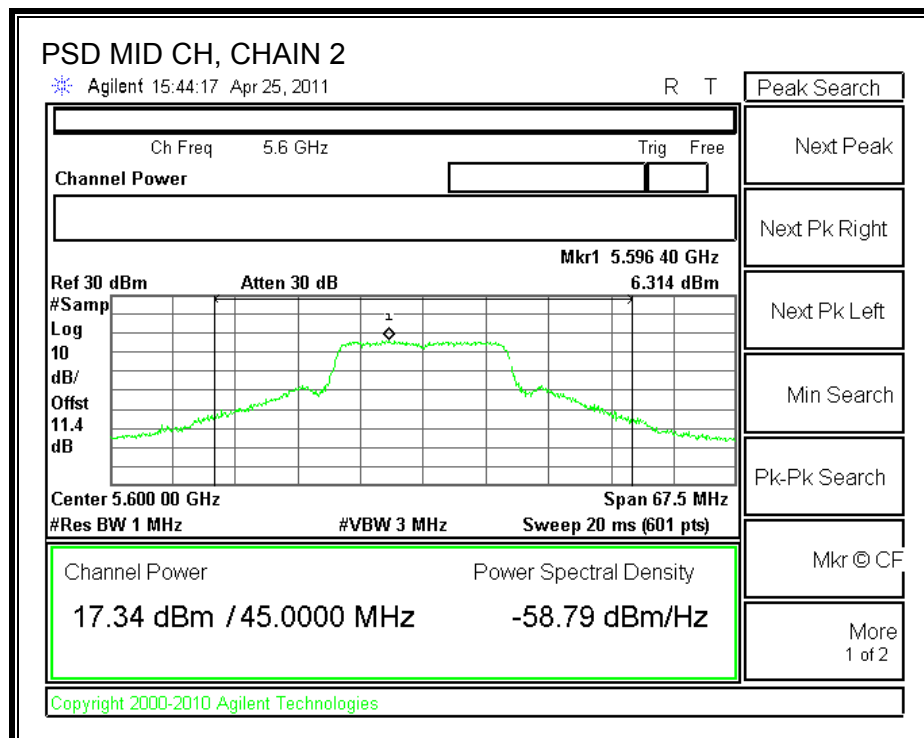 PSD MID CH, CHAIN 2
Agilent 15:44:17 Apr 25, 2011 R T
Peak Search
Ch Freq 5.6 GHz Trig Free
Channel Power
Next Peak
Next Pk Right
Mkr1 5.596 40 GHz
Ref 30 dBm Atten 30 dB 6.314 dBm
#Samp
Log
10
dB/
Offst
11.4
dB
1
Next Pk Left
Min Search
Pk-Pk Search
Center 5.600 00 GHz Span 67.5 MHz
#Res BW 1 MHz #VBW 3 MHz Sweep 20 ms (601 pts)
Channel Power Power Spectral Density
17.34 dBm / 45.0000 MHz -58.79 dBm/Hz
Mkr © CF
More
1 of 2
Copyright 2000-2010 Agilent Technologies